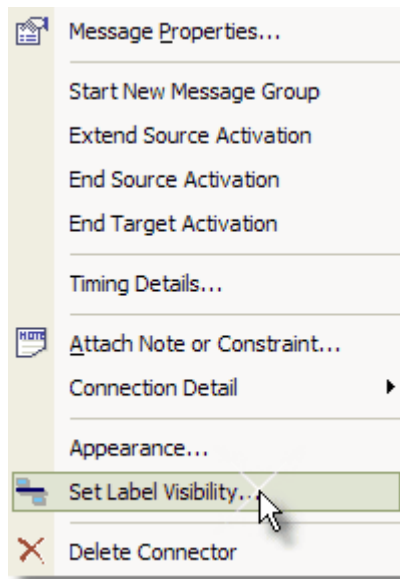 Message Properties...
Start New Message Group
Extend Source Activation
End Source Activation
End Target Activation
Timing Details...
NOTE
Attach Note or Constraint...
Connection Detail
Appearance...
Set Label Visibility...
Delete Connector